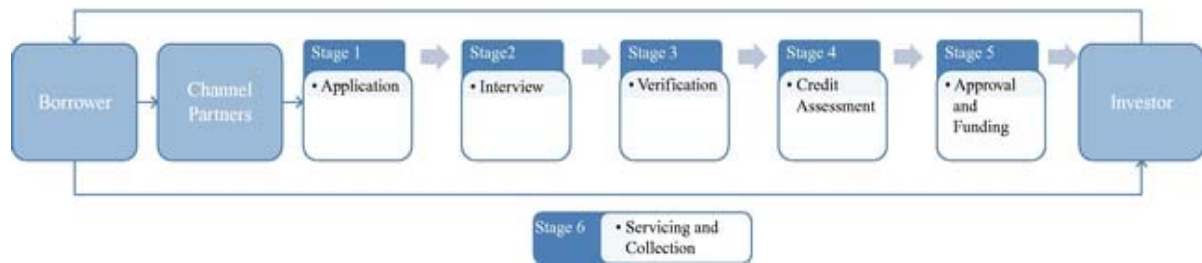 Borrower
Channel
Partners
Stage 1
• Application
Stage2
• Interview
Stage 3
• Verification
Stage 4
• Credit
Assessment
Stage 5
• Approval
and
Funding
Investor
Stage 6
• Servicing and
Collection